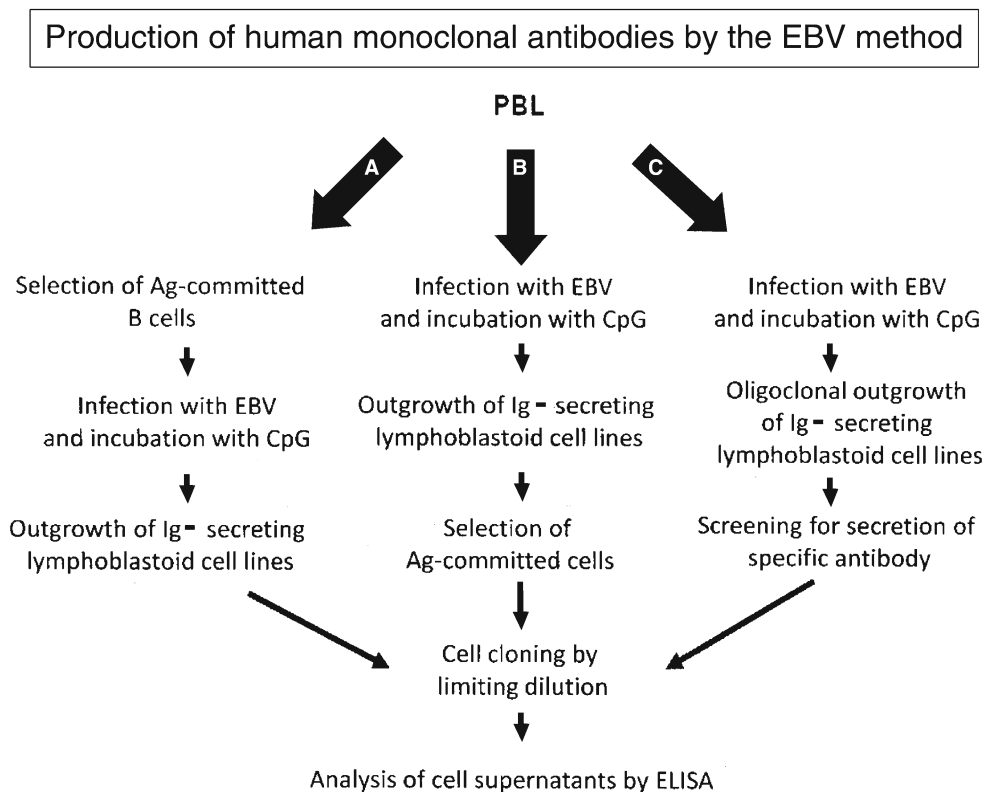 Production of human monoclonal antibodies by the EBV method
PBL
A
B
C
Selection of Ag-committed
B cells
Infection with EBV
and incubation with CpG
Outgrowth of Ig- secreting
lymphoblastoid cell lines
Infection with EBV
and incubation with CpG
Outgrowth of Ig- secreting
lymphoblastoid cell lines
Selection of
Ag-committed cells
Infection with EBV
and incubation with CpG
Oligoclonal outgrowth
of Ig- secreting
lymphoblastoid cell lines
Screening for secretion of
specific antibody
Cell cloning by
limiting dilution
Analysis of cell supernatants by ELISA